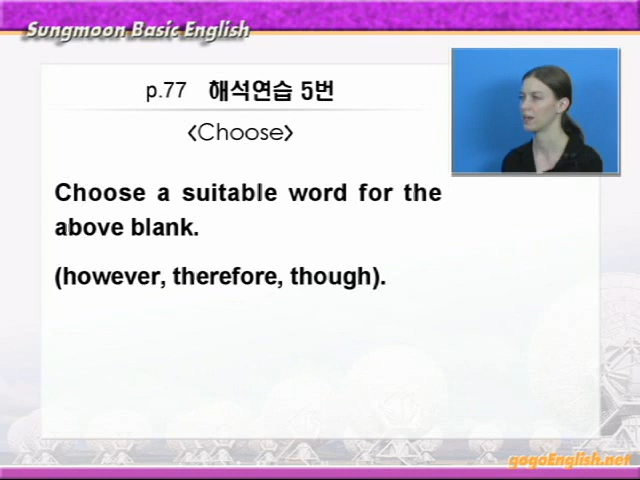 Sungmoon Basic English
p.77 해석연습 5번
<Choose>
Choose a suitable word for the
above blank.
(however, therefore, though).
gogoEnglish.net